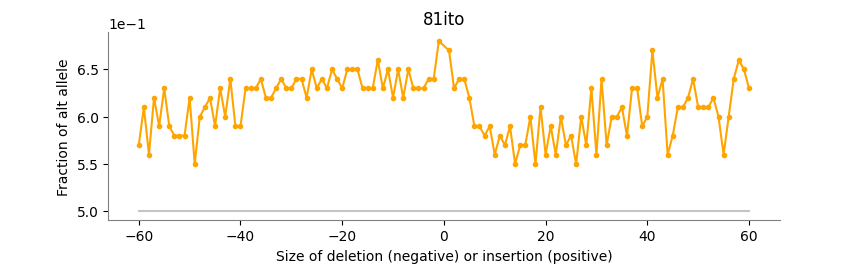 81ito
1e−1
6.5
6.0
5.5
5.0
Fraction of alt allele
−60 −40 −20 0 20 40 60
Size of deletion (negative) or insertion (positive)